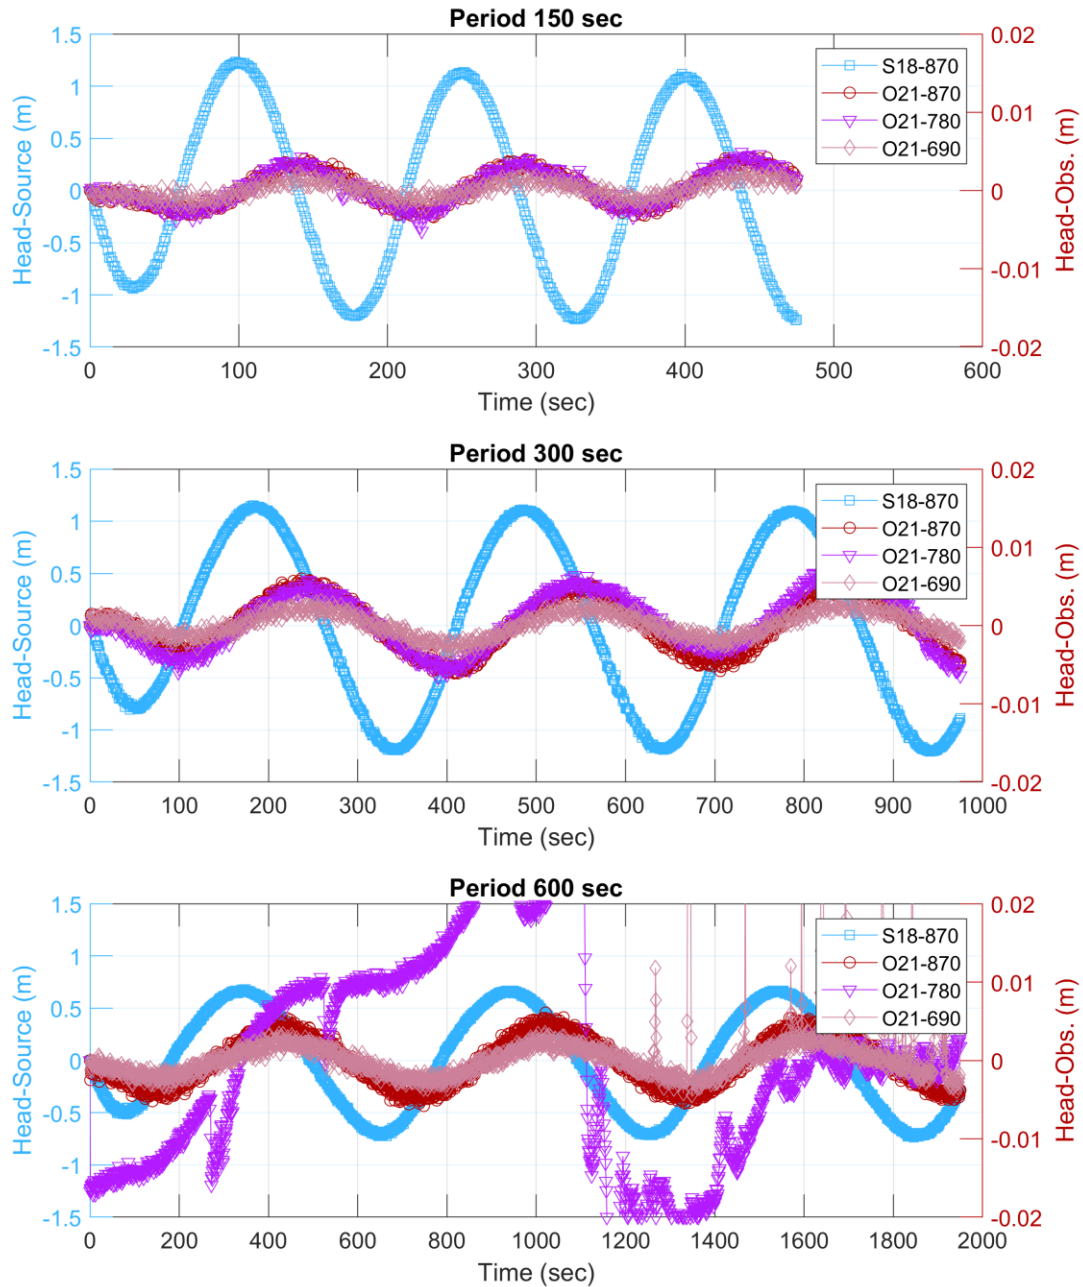 Period 150 sec
1.5
1
0.5
0
-0.5
-1
-1.5
Head-Source (m)
0.02
0.01
0
-0.01
-0.02
Head-Obs. (m)
S18-870
O21-870
O21-780
O21-690
0 100 200 300 400 500 600
Time (sec)
Period 300 sec
1.5
1
0.5
0
-0.5
-1
-1.5
Head-Source (m)
0.02
0.01
0
-0.01
-0.02
Head-Obs. (m)
S18-870
O21-870
O21-780
O21-690
0 100 200 300 400 500 600 700 800 900 1000
Time (sec)
Period 600 sec
1.5
1
0.5
0
-0.5
-1
-1.5
Head-Source (m)
0.02
0.01
0
-0.01
-0.02
Head-Obs. (m)
S18-870
O21-870
O21-780
O21-690
0 200 400 600 800 1000 1200 1400 1600 1800 2000
Time (sec)